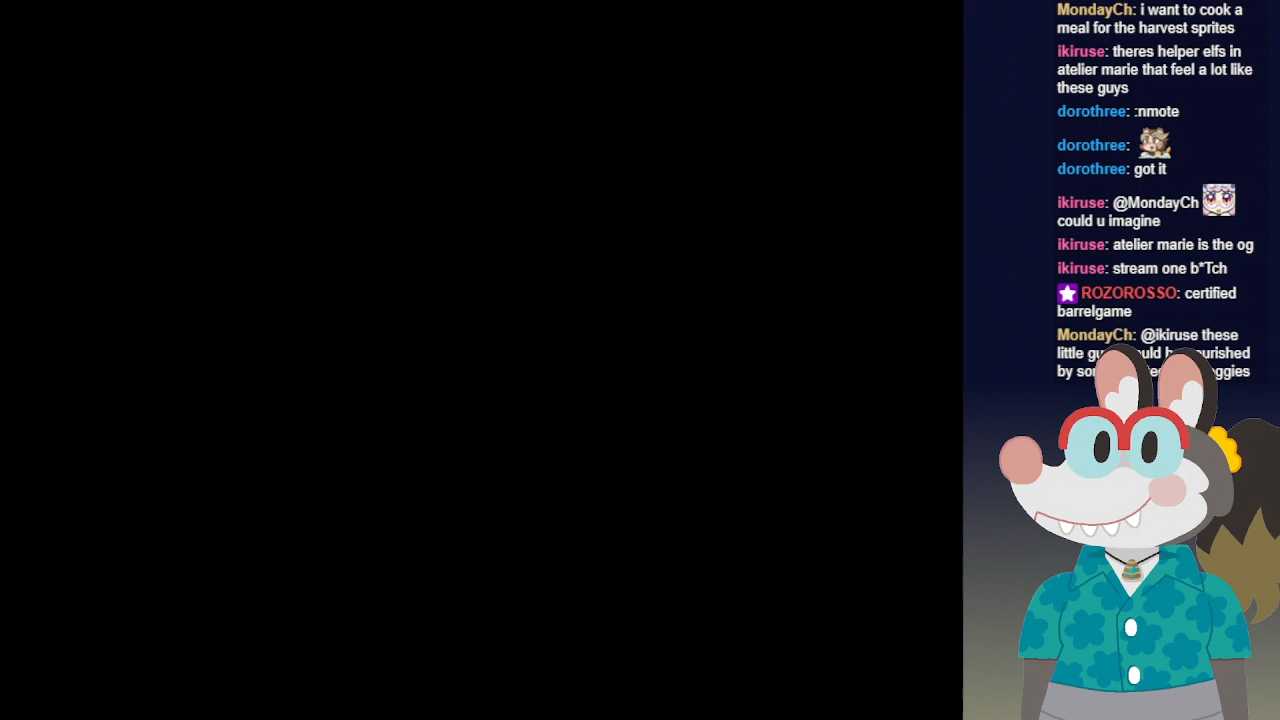 MondayCh: i want to cook a
meal for the harvest sprites
ikiruse: theres helper elfs in
atelier marie that feel a lot like
these guys
dorothree: :nmote
dorothree:
dorothree: got it
ikiruse: @MondayCh
could u imagine
ikiruse: atelier marie is the og
ikiruse: stream one b*Tch
ROZOROSSO: certified
barrelgame
MondayCh: @ikiruse these
little
by